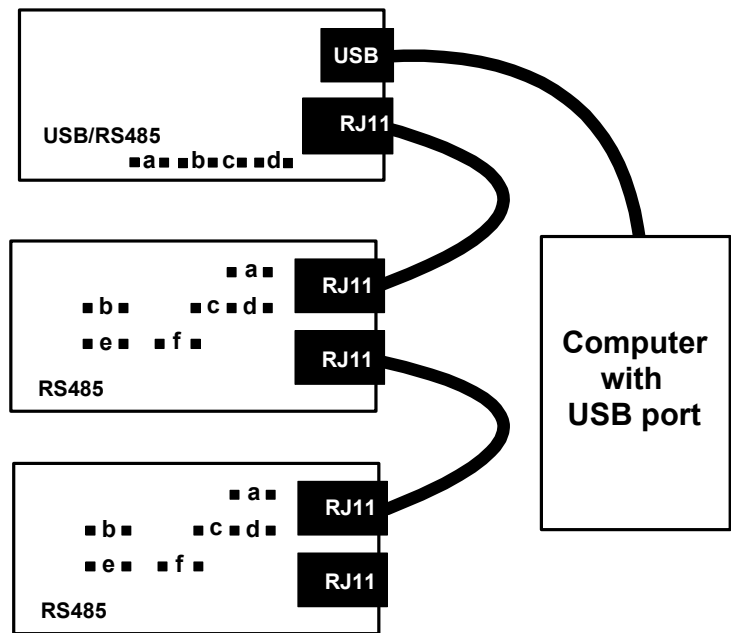 USB
RJ11
USB/RS485
a b c d
a
RJ11
b c d
e f
RJ11
RS485
Computer
with
USB port
a
RJ11
b c d
e f
RJ11
RS485